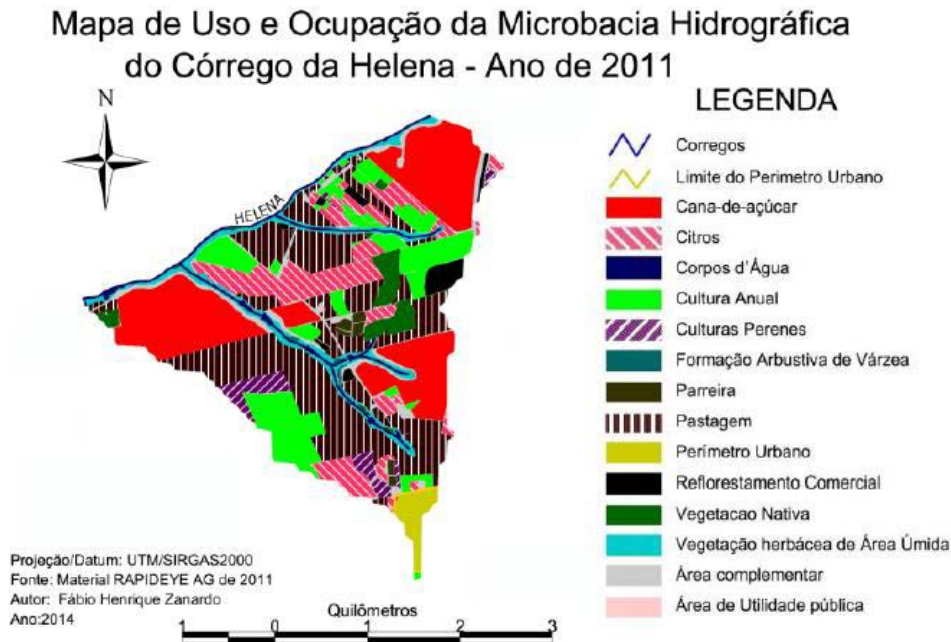 Mapa de Uso e Ocupação da Microbacia Hidrográfica
do Córrego da Helena - Ano de 2011
N
HELENA
LEGENDA
Corregos
Limite do Perimetro Urbano
Cana-de-açúcar
Citros
Corpos d'Água
Cultura Anual
Culturas Perenes
Formação Arbustiva de Várzea
Parreira
Pastagem
Perímetro Urbano
Reflorestamento Comercial
Vegetacao Nativa
Vegetação herbácea de Área Úmida
Área complementar
Área de Utilidade pública
Projeção/Datum: UTM/SIRGAS2000
Fonte: Material RAPIDEYE AG de 2011
Autor: Fábio Henrique Zanardo
Ano:2014
Quilômetros
1 0 1 2 3